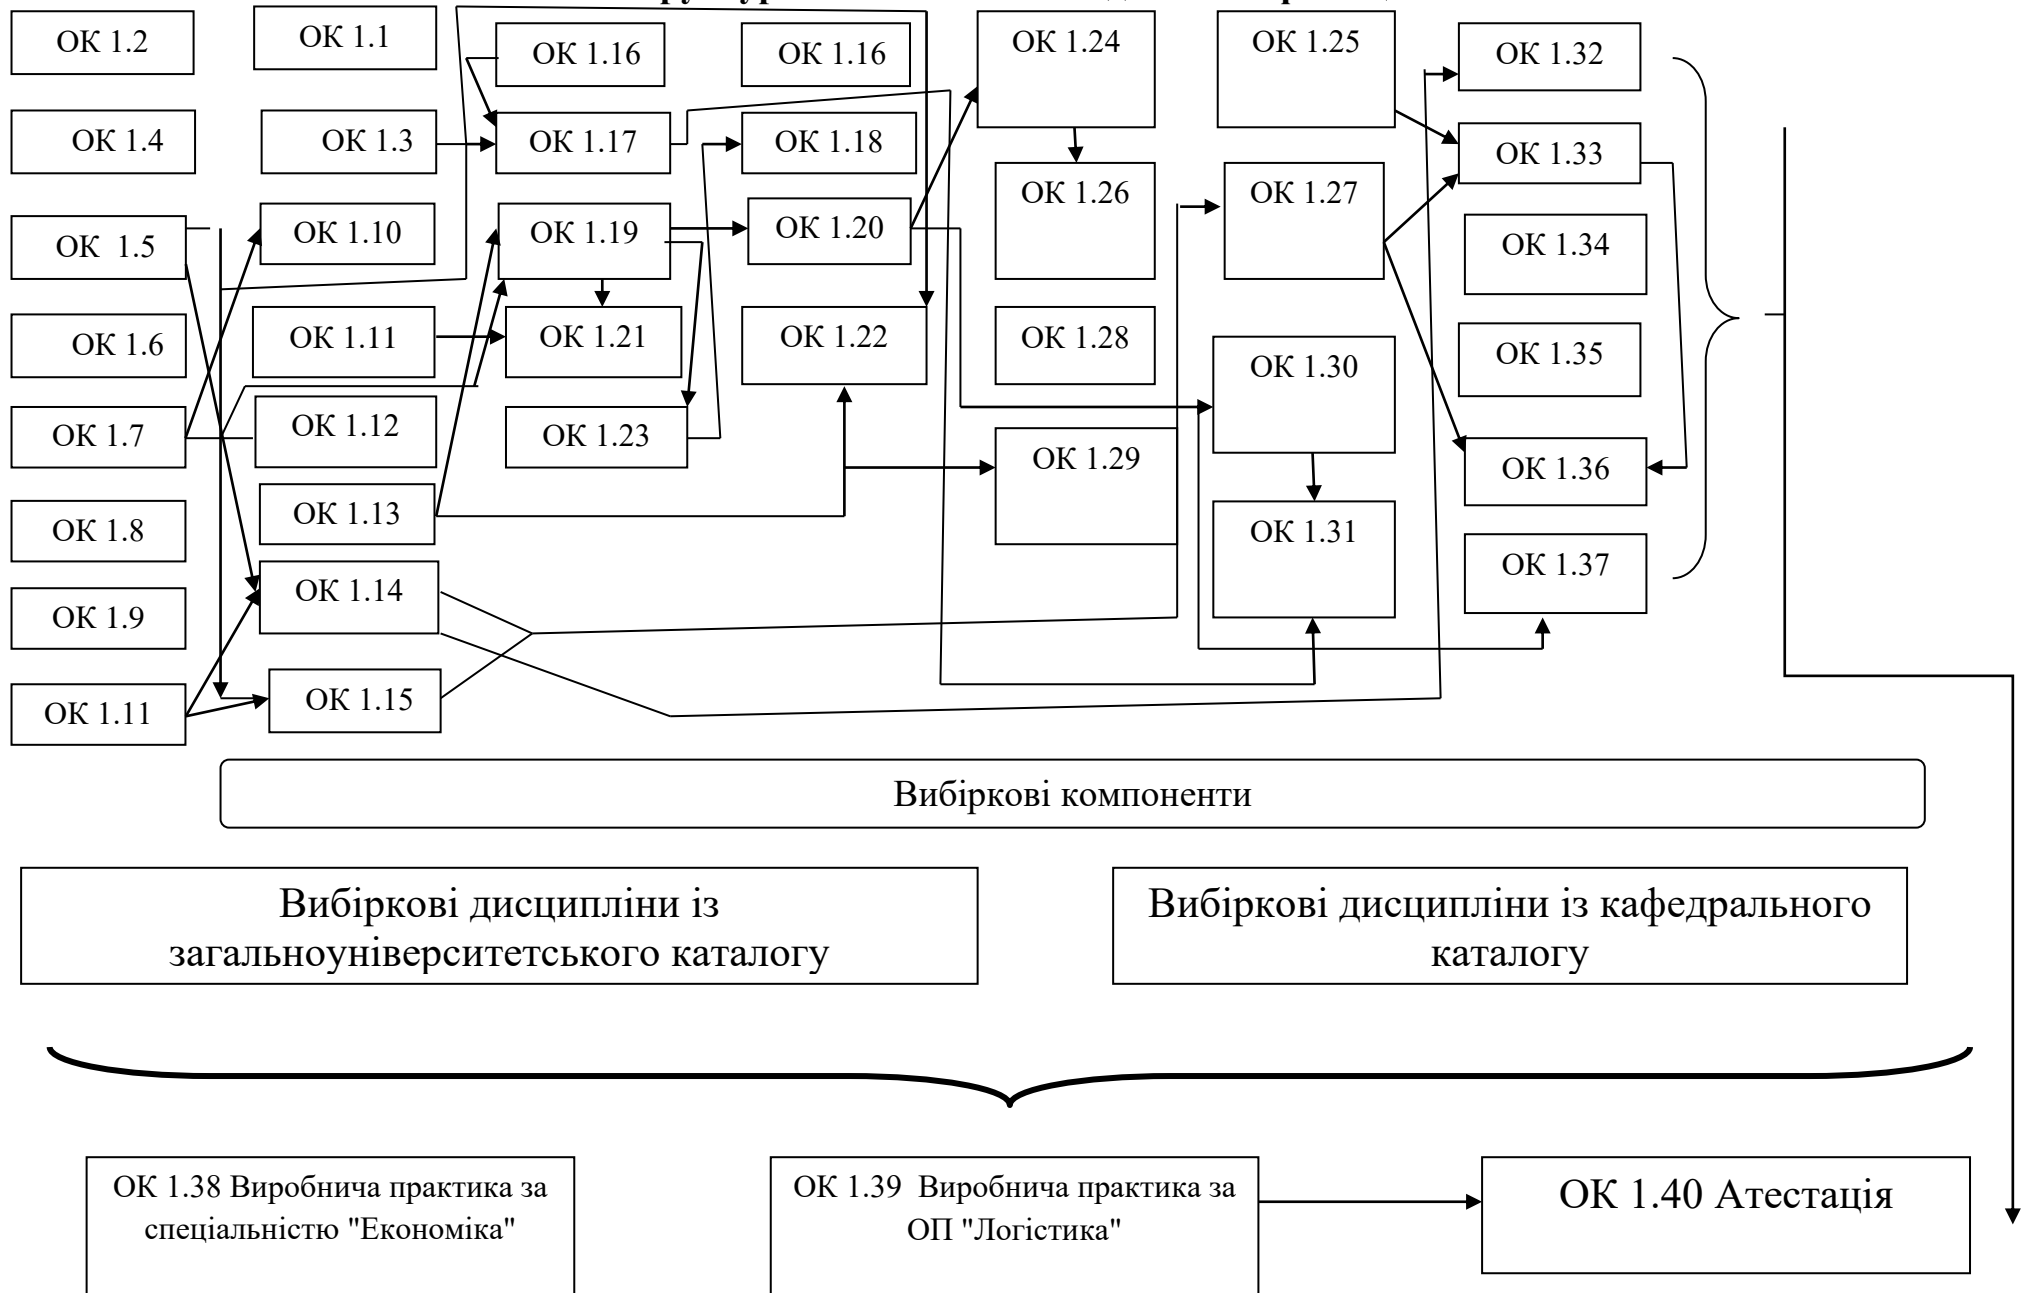 ОК 1.2
ОК 1.1
ОК 1.16
ОК 1.16
ОК 1.24
ОК 1.25
ОК 1.32
ОК 1.4
ОК 1.3
ОК 1.17
ОК 1.18
ОК 1.33
ОК 1.5
ОК 1.10
ОК 1.19
ОК 1.20
ОК 1.26
ОК 1.27
ОК 1.34
ОК 1.6
ОК 1.11
ОК 1.21
ОК 1.22
ОК 1.28
ОК 1.30
ОК 1.35
ОК 1.7
ОК 1.12
ОК 1.23
ОК 1.29
ОК 1.36
ОК 1.8
ОК 1.13
ОК 1.31
ОК 1.37
ОК 1.9
ОК 1.14
ОК 1.11
ОК 1.15
Вибіркові компоненти
Вибіркові дисципліни із
загальноуніверситетського каталогу
Вибіркові дисципліни із кафедрального
каталогу
ОК 1.38 Виробнича практика за
спеціальністю "Економіка"
ОК 1.39 Виробнича практика за
ОП "Логістика"
ОК 1.40 Атестація